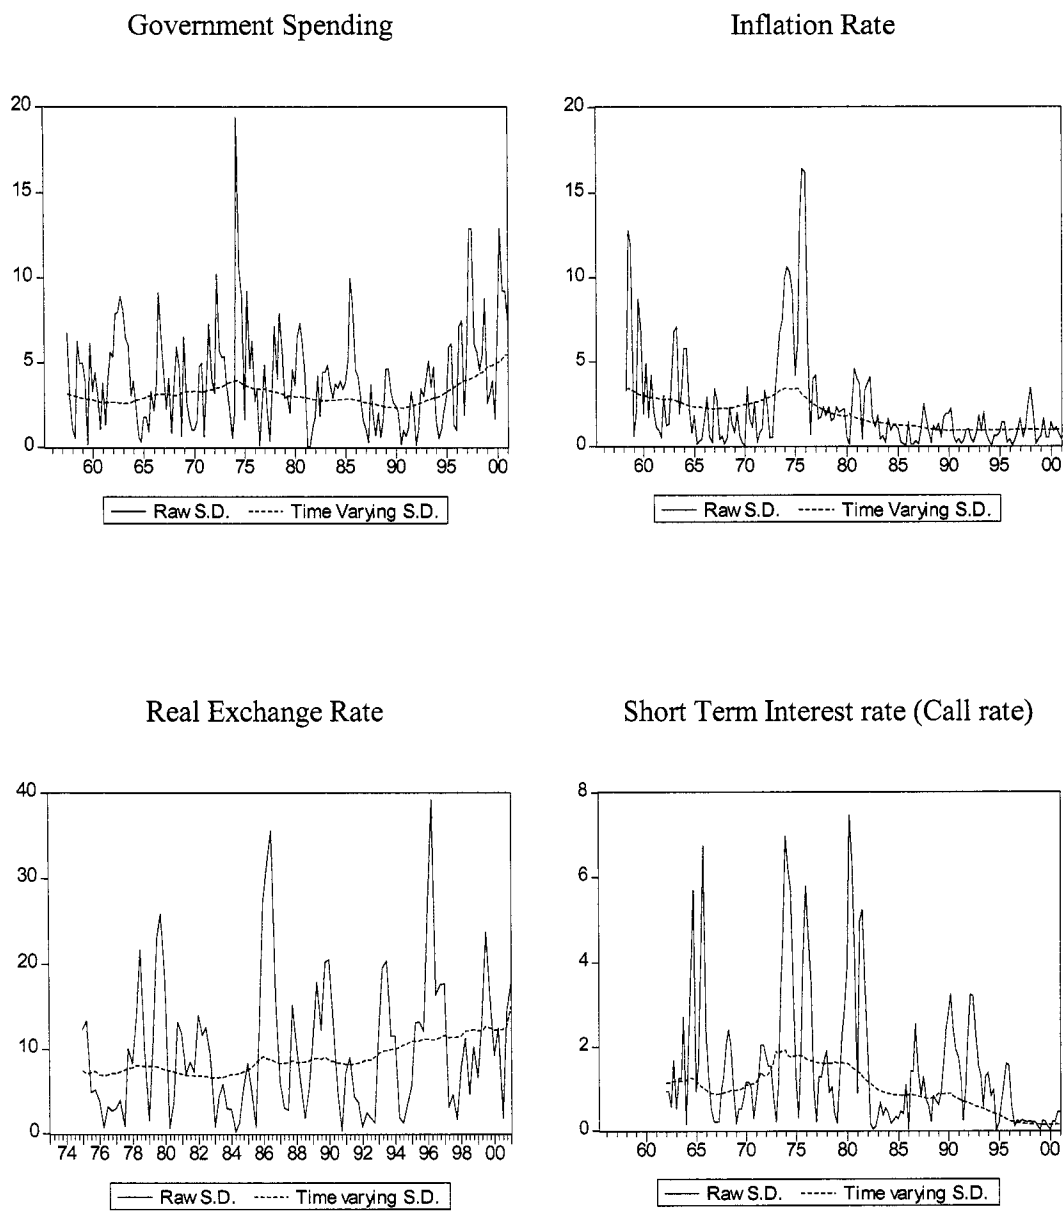 Government Spending
Inflation Rate
20
15
10
5
0
60 65 70 75 80 85 90 95 00
Raw S.D. Time Varying S.D.
20
15
10
5
0
60 65 70 75 80 85 90 95 00
Raw S.D. Time Varying S.D.
Real Exchange Rate
Short Term Interest rate (Call rate)
40
30
20
10
0
74 76 78 80 82 84 86 88 90 92 94 96 98 00
Raw S.D. Time varying S.D.
8
6
4
2
0
60 65 70 75 80 85 90 95 00
Raw S.D. Time varying S.D.